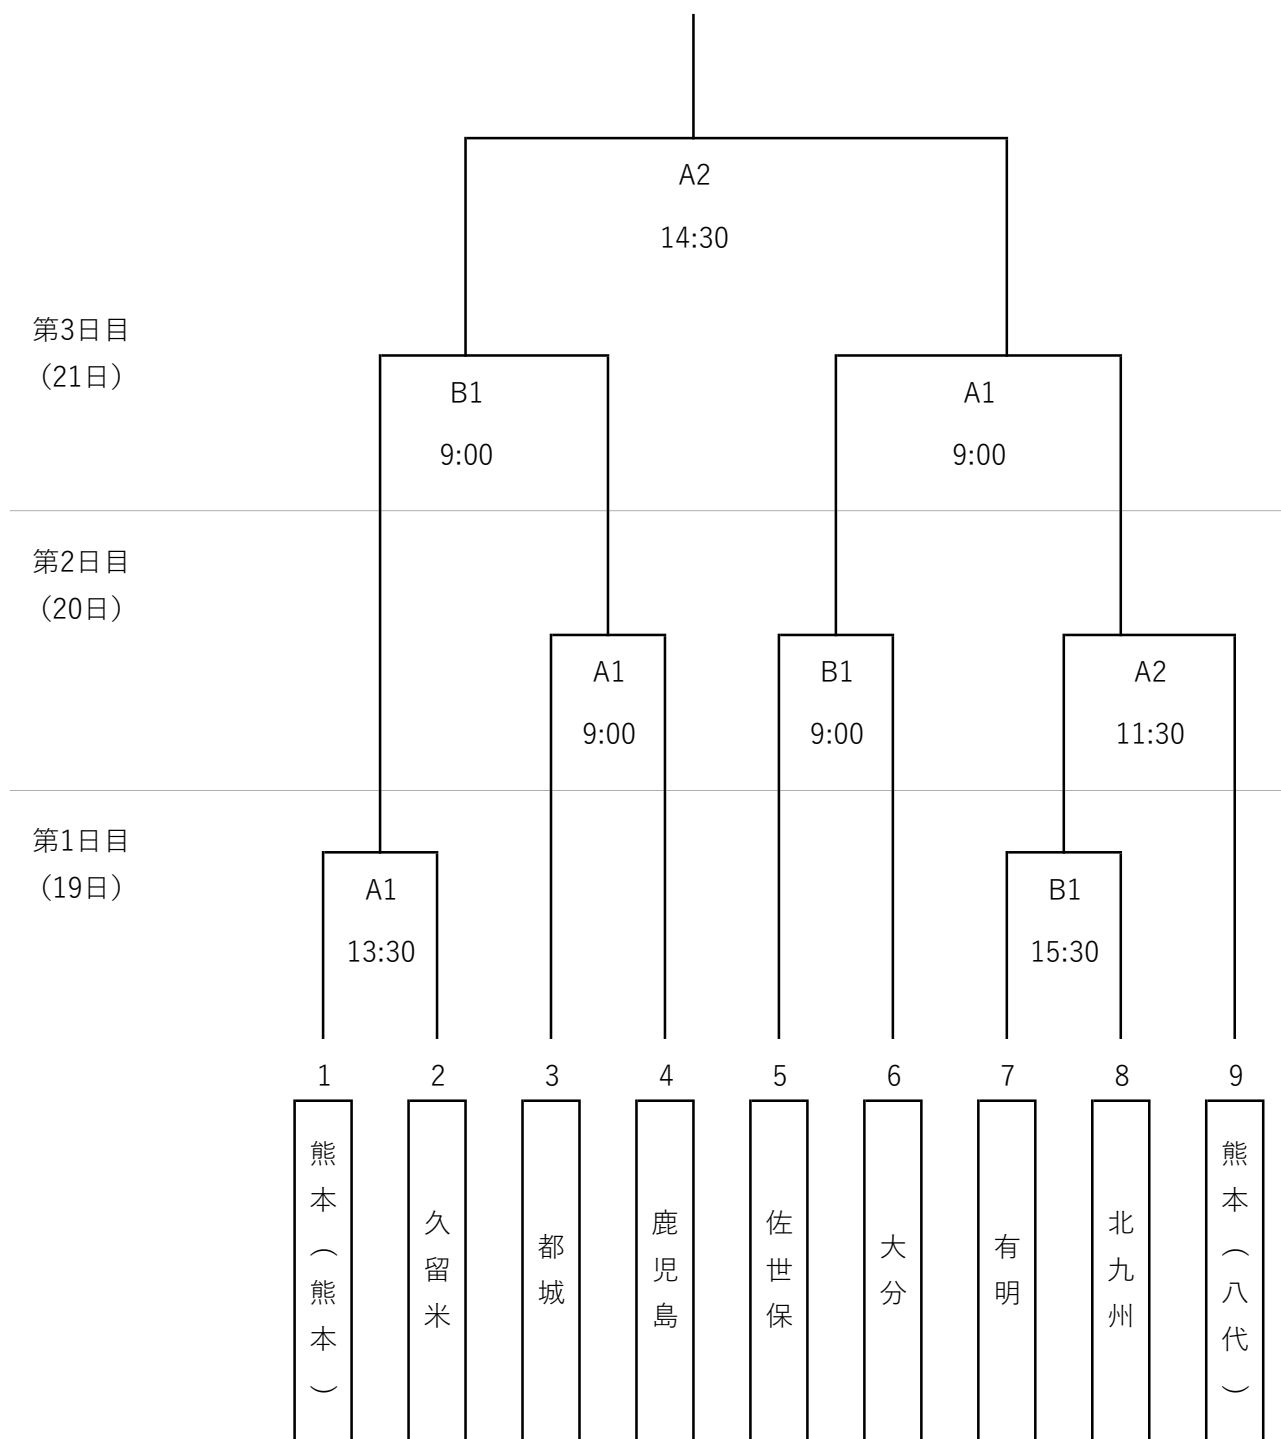 A2
14:30
第3日目
（21日）
B1
9:00
A1
9:00
第2日目
（20日）
A1
9:00
B1
9:00
A2
11:30
第1日目
（19日）
A1
13:30
B1
15:30
1 2 3 4 5 6 7 8 9
熊本（熊本）
久留米
都城
鹿児島
佐世保
大分
有明
北九州
熊本（八代）